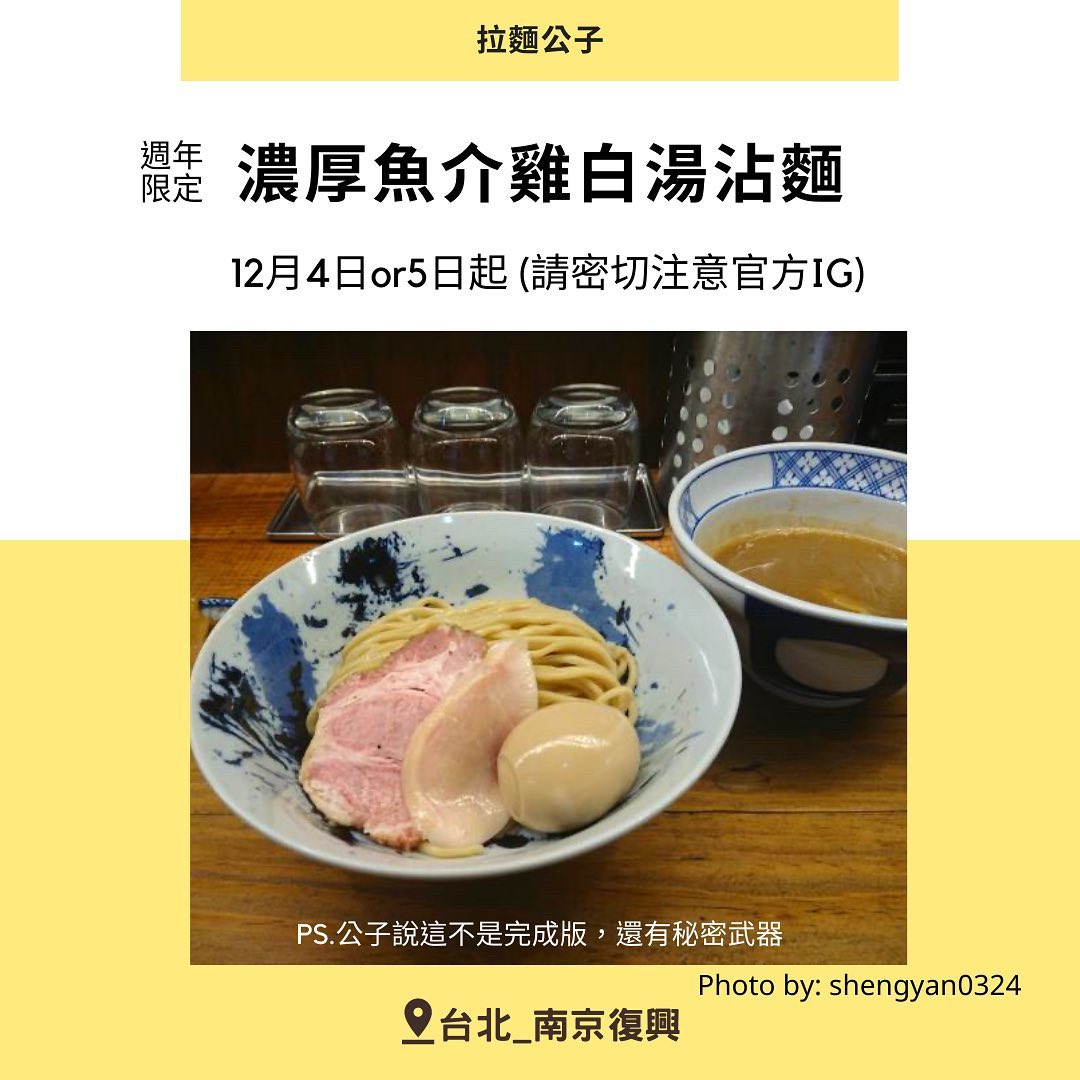 拉麵公子
週年
限定
濃厚魚介雞白湯沾麵
12月4日or5日起 (請密切注意官方IG)
PS.公子說這不是完成版，還有秘密武器
Photo by: shengyan0324
台北_南京復興